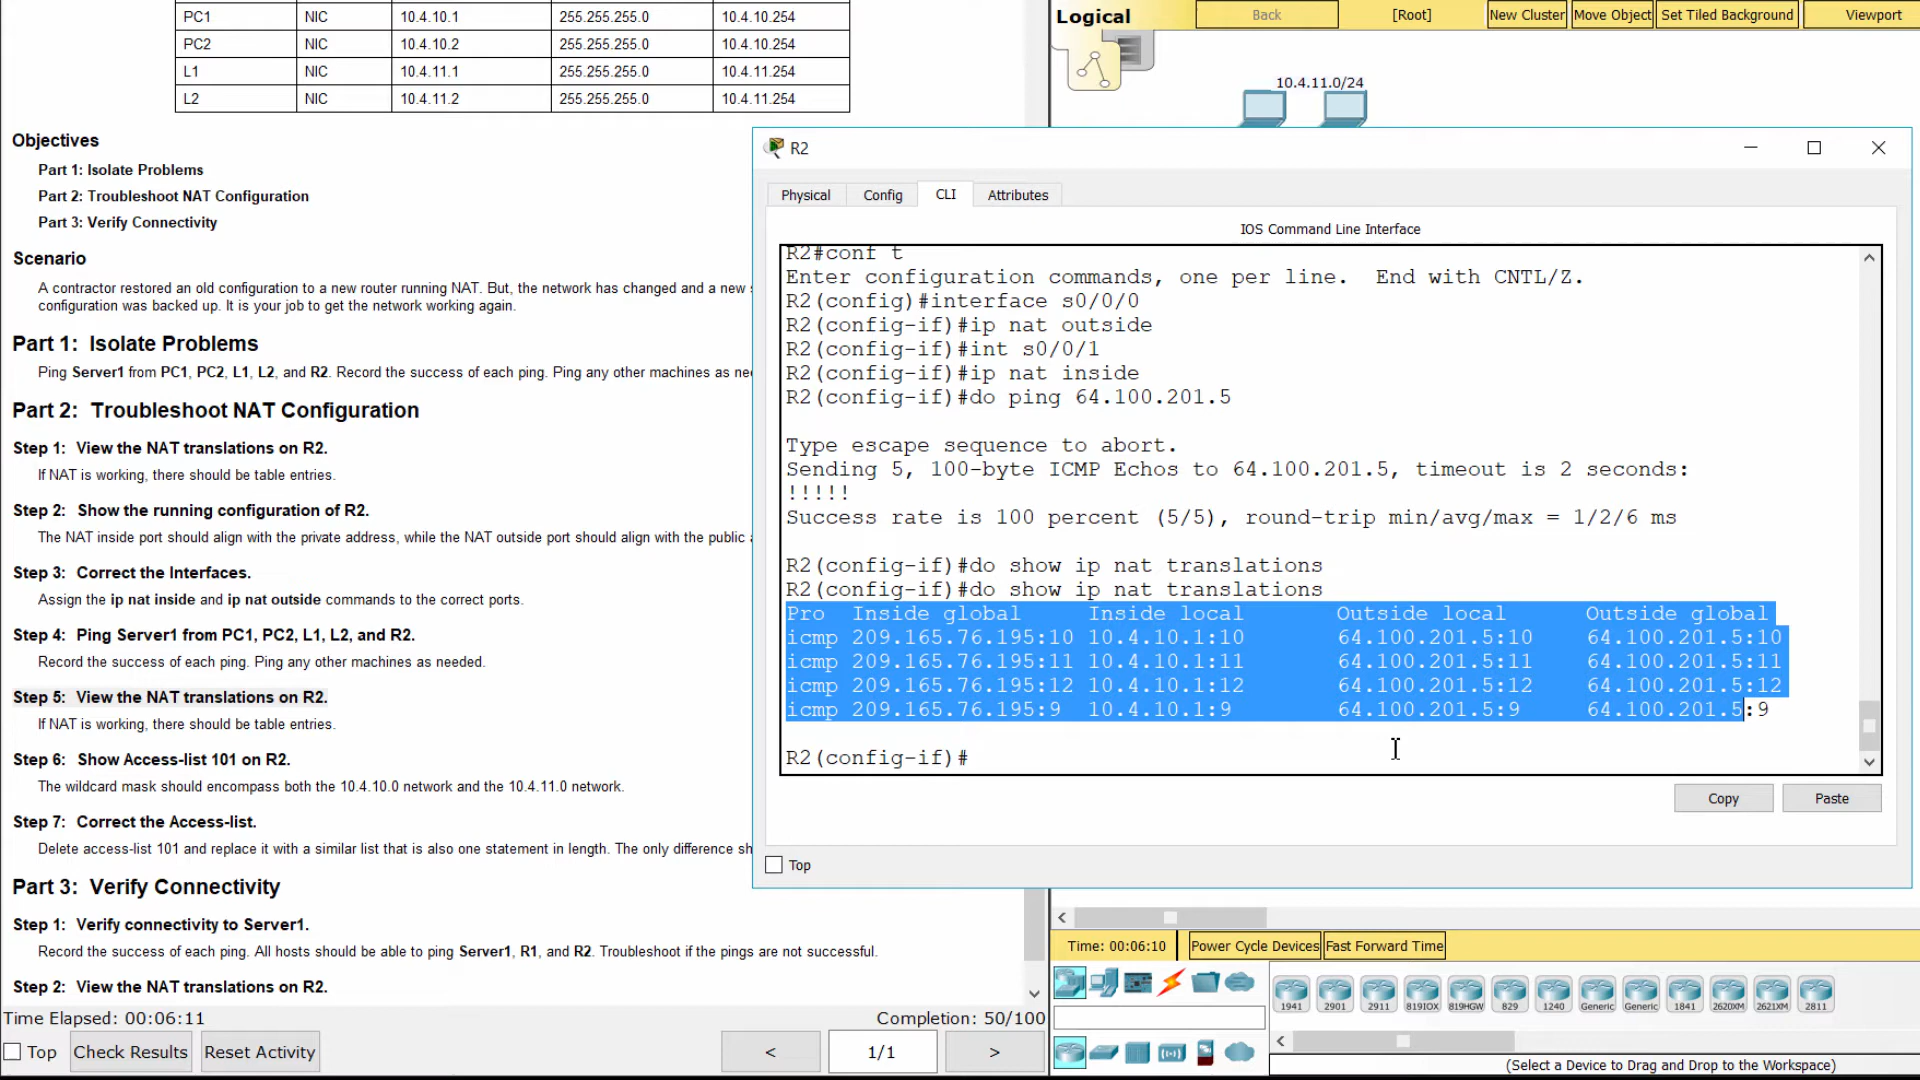 PC1 NIC 10.4.10.1 255.255.255.0 10.4.10.254
PC2 NIC 10.4.10.2 255.255.255.0 10.4.10.254
L1 NIC 10.4.11.1 255.255.255.0 10.4.11.254
L2 NIC 10.4.11.2 255.255.255.0 10.4.11.254
Objectives
Part 1: Isolate Problems
Part 2: Troubleshoot NAT Configuration
Part 3: Verify Connectivity
Scenario
A contractor restored an old configuration to a new router running NAT. But, the network has changed and a new
configuration was backed up. It is your job to get the network working again.
Part 1: Isolate Problems
Ping Server1 from PC1, PC2, L1, L2, and R2. Record the success of each ping. Ping any other machines as
Part 2: Troubleshoot NAT Configuration
Step 1: View the NAT translations on R2.
If NAT is working, there should be table entries.
Step 2: Show the running configuration of R2.
The NAT inside port should align with the private address, while the NAT outside port should align with the public
Step 3: Correct the Interfaces.
Assign the ip nat inside and ip nat outside commands to the correct ports.
Step 4: Ping Server1 from PC1, PC2, L1, L2, and R2.
Record the success of each ping. Ping any other machines as needed.
Step 5: View the NAT translations on R2.
If NAT is working, there should be table entries.
Step 6: Show Access-list 101 on R2.
The wildcard mask should encompass both the 10.4.10.0 network and the 10.4.11.0 network.
Step 7: Correct the Access-list.
Delete access-list 101 and replace it with a similar list that is also one statement in length. The only difference
Part 3: Verify Connectivity
Step 1: Verify connectivity to Server1.
Record the success of each ping. All hosts should be able to ping Server1, R1, and R2. Troubleshoot if the pings are not successful.
Step 2: View the NAT translations on R2.
Time Elapsed: 00:06:11 Completion: 50/100
Top Check Results Reset Activity < 1/1 >
Logical Back [Root] New Cluster Move Object Set Tiled Background Viewport
10.4.11.0/24
R2
Physical Config CLI Attributes
IOS Command Line Interface
R2#conf t
Enter configuration commands, one per line. End with CNTL/Z.
R2(config)#interface s0/0/0
R2(config-if)#ip nat outside
R2(config-if)#int s0/0/1
R2(config-if)#ip nat inside
R2(config-if)#do ping 64.100.201.5
Type escape sequence to abort.
Sending 5, 100-byte ICMP Echos to 64.100.201.5, timeout is 2 seconds:
!!!!!
Success rate is 100 percent (5/5), round-trip min/avg/max = 1/2/6 ms
R2(config-if)#do show ip nat translations
R2(config-if)#do show ip nat translations
Pro Inside global Inside local Outside local Outside global
icmp 209.165.76.195:10 10.4.10.1:10 64.100.201.5:10 64.100.201.5:10
icmp 209.165.76.195:11 10.4.10.1:11 64.100.201.5:11 64.100.201.5:11
icmp 209.165.76.195:12 10.4.10.1:12 64.100.201.5:12 64.100.201.5:12
icmp 209.165.76.195:9 10.4.10.1:9 64.100.201.5:9 64.100.201.5:9
R2(config-if)#
Copy Paste
Top
Time: 00:06:10 Power Cycle Devices Fast Forward Time
1941 2901 2911 819IOX 819HGW 829 1240 Generic Generic 1841 2620XM 2621XM 2811
(Select a Device to Drag and Drop to the Workspace)